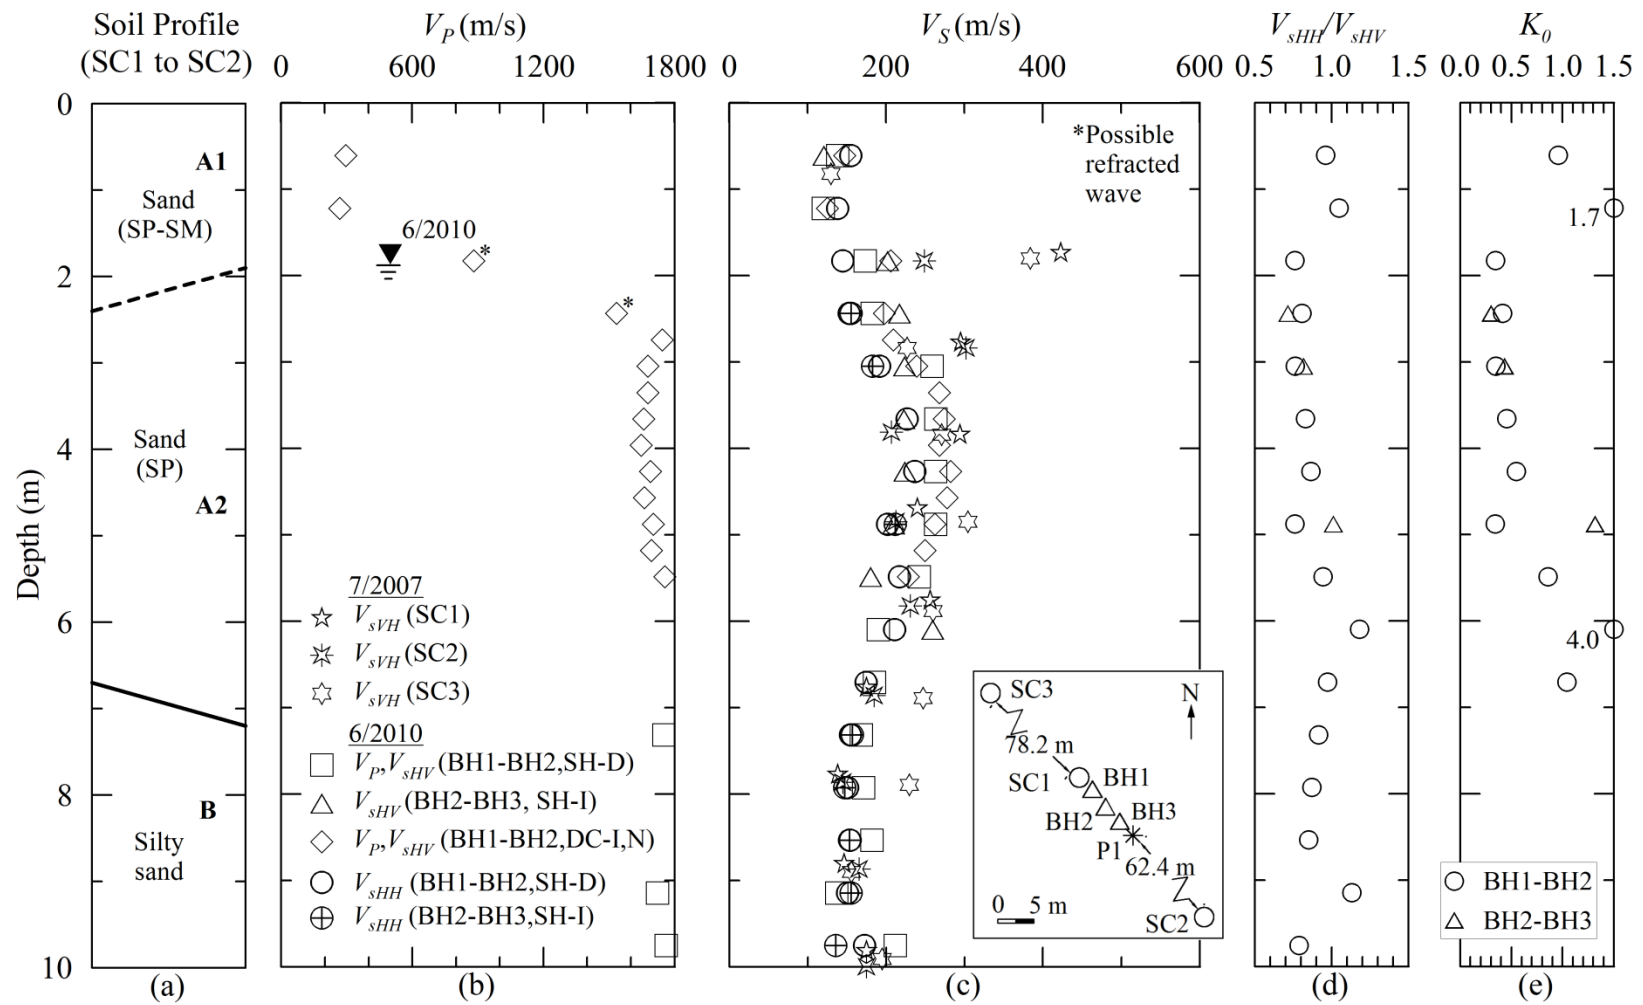 Soil Profile
(SC1 to SC2)
V_P (m/s)
V_S (m/s)
V_sHH/V_sHV
K_0
0 600 1200 1800
0 200 400 600
0.5 1.0 1.5
0.0 0.5 1.0 1.5
Depth (m)
0
2
4
6
8
10
A1
Sand
(SP-SM)
Sand
(SP)
A2
B
Silty
sand
6/2010
*
*
7/2007
V_sVH (SC1)
V_sVH (SC2)
V_sVH (SC3)
6/2010
V_P,V_sHV (BH1-BH2,SH-D)
V_sHV (BH2-BH3, SH-I)
V_P,V_sHV (BH1-BH2,DC-I,N)
V_sHH (BH1-BH2,SH-D)
V_sHH (BH2-BH3,SH-I)
*Possible
refracted
wave
SC3
N
78.2 m
SC1
BH1
BH2
BH3
P1
62.4 m
0 5 m
SC2
1.7
4.0
BH1-BH2
BH2-BH3
(a)
(b)
(c)
(d)
(e)